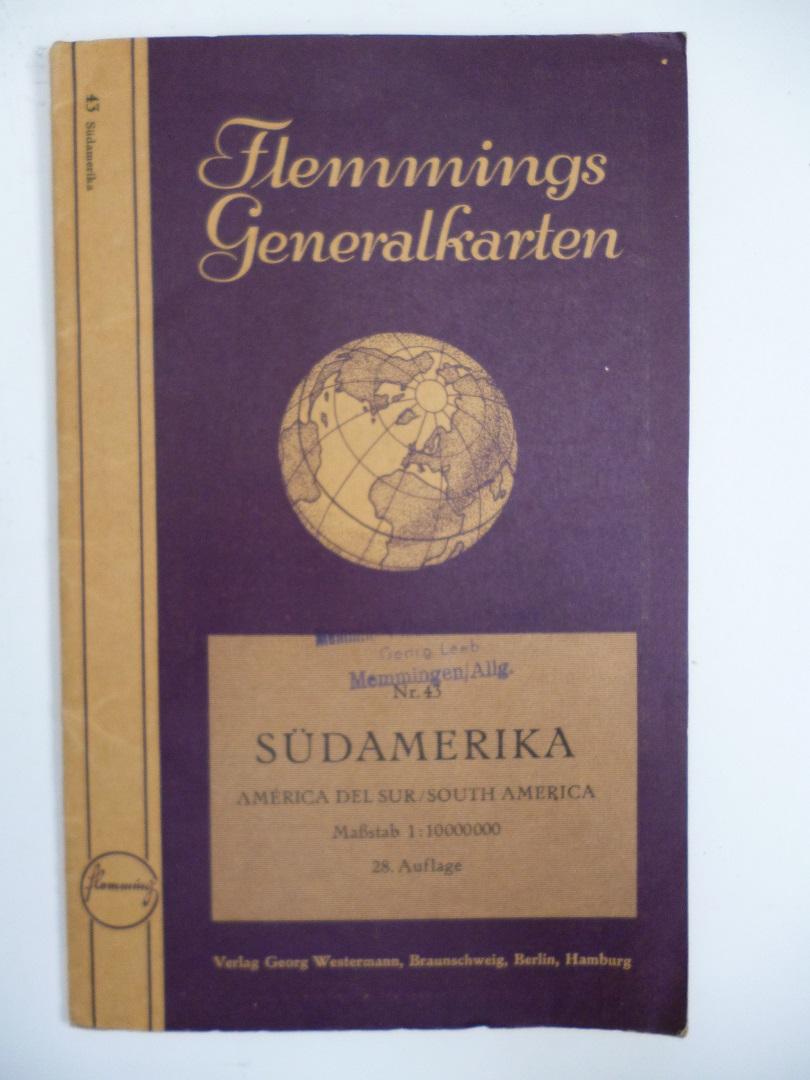 43 Südamerika
Flemmings
Generalkarten
Georg Leeb
Memmingen/Allg.
Nr. 43
SÜDAMERIKA
AMÉRICA DEL SUR/SOUTH AMERICA
Maßstab 1:10000000
28. Auflage
flemming
Verlag Georg Westermann, Braunschweig, Berlin, Hamburg